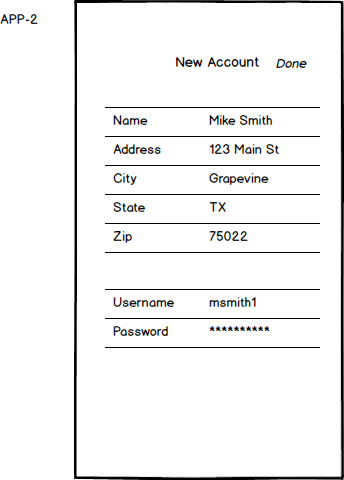 APP-2
New Account Done
Name Mike Smith
Address 123 Main St
City Grapevine
State TX
Zip 75022
Username msmith1
Password **********